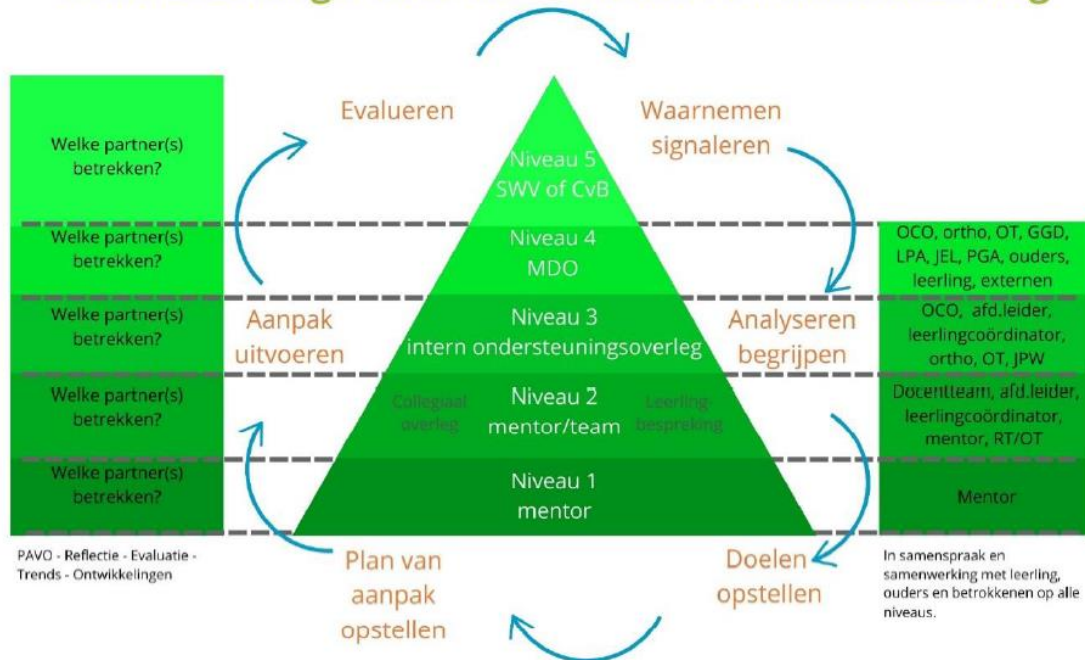 Evalueren
Waarnemen
signaleren
Welke partner(s)
betrekken?
Niveau 5
SWV of CvB
Welke partner(s)
betrekken?
Niveau 4
MDO
OCO, ortho, OT, GGD,
LPA, JEL, PGA, ouders,
leerling, externen
Welke partner(s)
betrekken?
Aanpak
uitvoeren
Niveau 3
intern ondersteuningsoverleg
Analyseren
begrijpen
OCO, afd.leider,
leerlingcoördinator,
ortho, OT, JPW
Welke partner(s)
betrekken?
Collegiaal
overleg
Niveau 2
mentor/team
Leerling-
bespreking
Docentteam, afd.leider,
leerlingcoördinator,
mentor, RT/OT
Welke partner(s)
betrekken?
Niveau 1
mentor
Mentor
PAVO - Reflectie - Evaluatie -
Trends - Ontwikkelingen
Plan van
aanpak
opstellen
Doelen
opstellen
In samenspraak en
samenwerking met leerling,
ouders en betrokkenen op alle
niveaus.